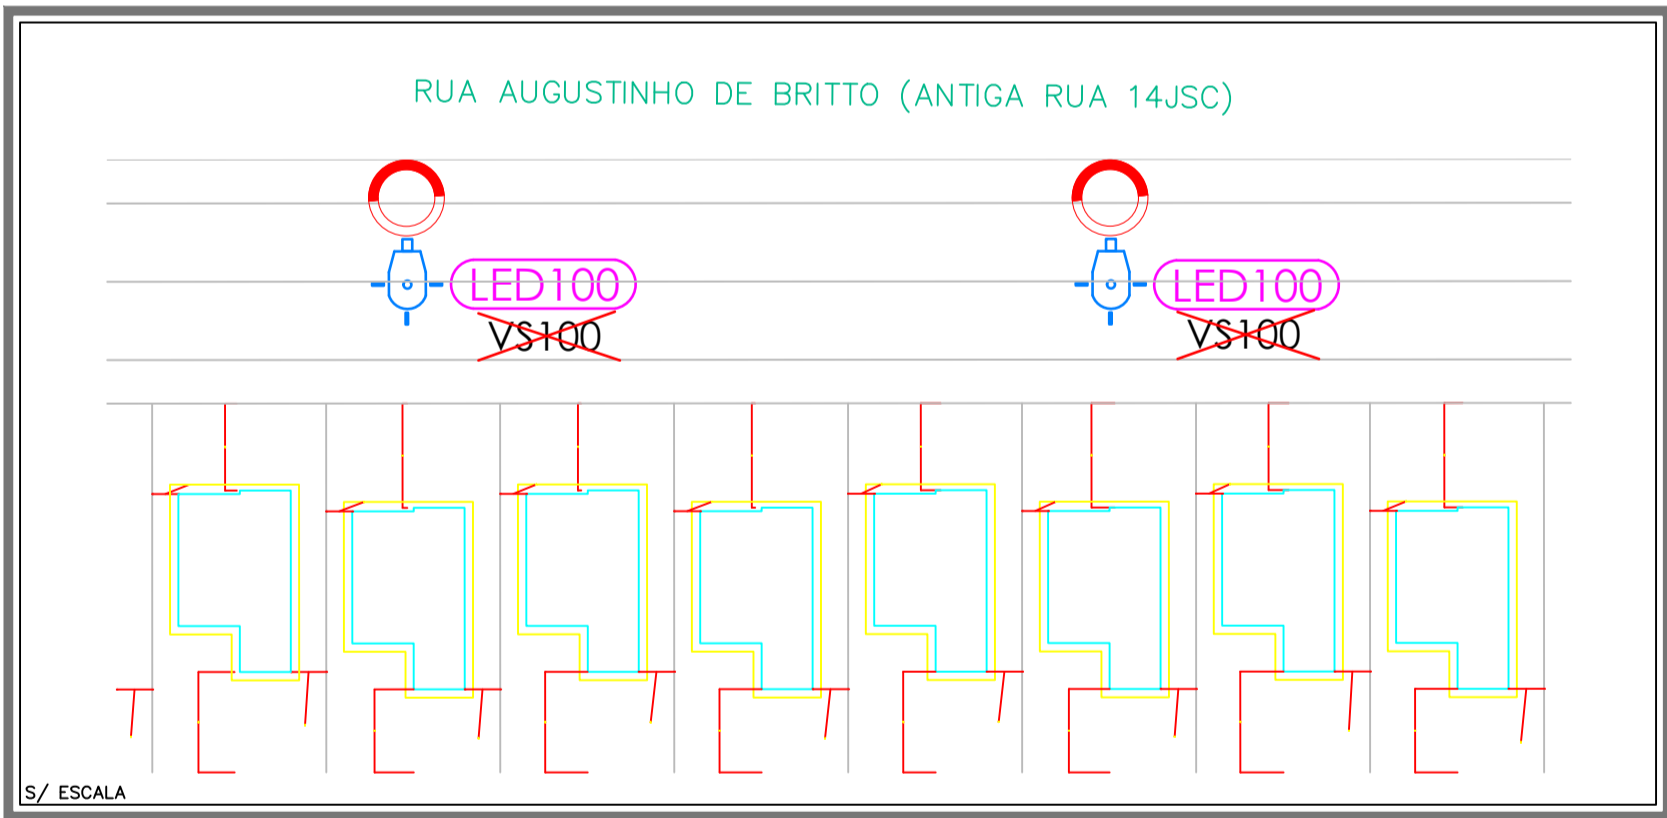 RUA AUGUSTINHO DE BRITTO (ANTIGA RUA 14JSC)
LED100 LED100
VS100 VS100
S/ ESCALA